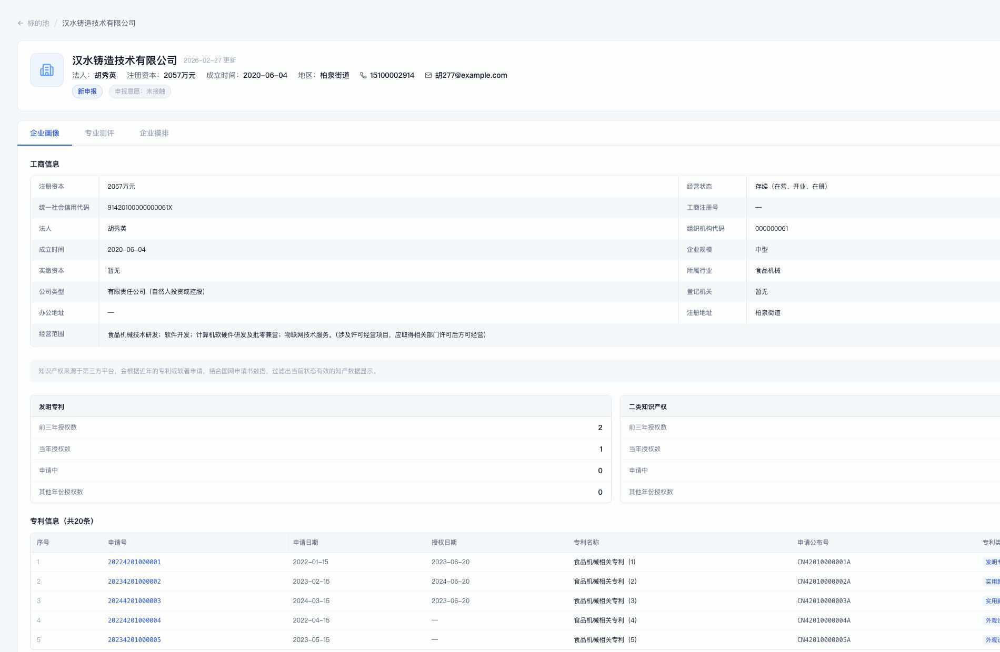 标的池 / 汉水铸造技术有限公司
汉水铸造技术有限公司 2026-02-27 更新
法人: 胡秀英 注册资本: 2057万元 成立时间: 2020-06-04 地区: 柏泉街道 15100002914 胡277@example.com
新申报 申报意愿: 未接触
企业画像 专业测评 企业摸排
工商信息
注册资本 2057万元 经营状态 存续（在营、开业、在册）
统一社会信用代码 91420100000000061X 工商注册号 —
法人 胡秀英 组织机构代码 000000061
成立时间 2020-06-04 企业规模 中型
实缴资本 暂无 所属行业 食品机械
公司类型 有限责任公司（自然人投资或控股） 登记机关 暂无
办公地址 — 注册地址 柏泉街道
经营范围 食品机械技术研发；软件开发；计算机软硬件研发及批零兼营；物联网技术服务。（涉及许可经营项目，应取得相关部门许可后方可经营）
知识产权来源于第三方平台，会根据近年的专利或软著申请，结合国网申请书数据，过滤出当前状态有效的知产数据显示。
发明专利 二类知识产权
前三年授权数 2 前三年授权数
当年授权数 1 当年授权数
申请中 0 申请中
其他年份授权数 0 其他年份授权数
专利信息（共20条）
序号 申请号 申请日期 授权日期 专利名称 申请公布号 专利
1 20224201000001 2022-01-15 2023-06-20 食品机械相关专利（1） CN42010000001A 发明
2 20234201000002 2023-02-15 2024-06-20 食品机械相关专利（2） CN42010000002A 实用
3 20244201000003 2024-03-15 2023-06-20 食品机械相关专利（3） CN42010000003A 实用
4 20224201000004 2022-04-15 — 食品机械相关专利（4） CN42010000004A 外观
5 20234201000005 2023-05-15 — 食品机械相关专利（5） CN42010000005A 外观